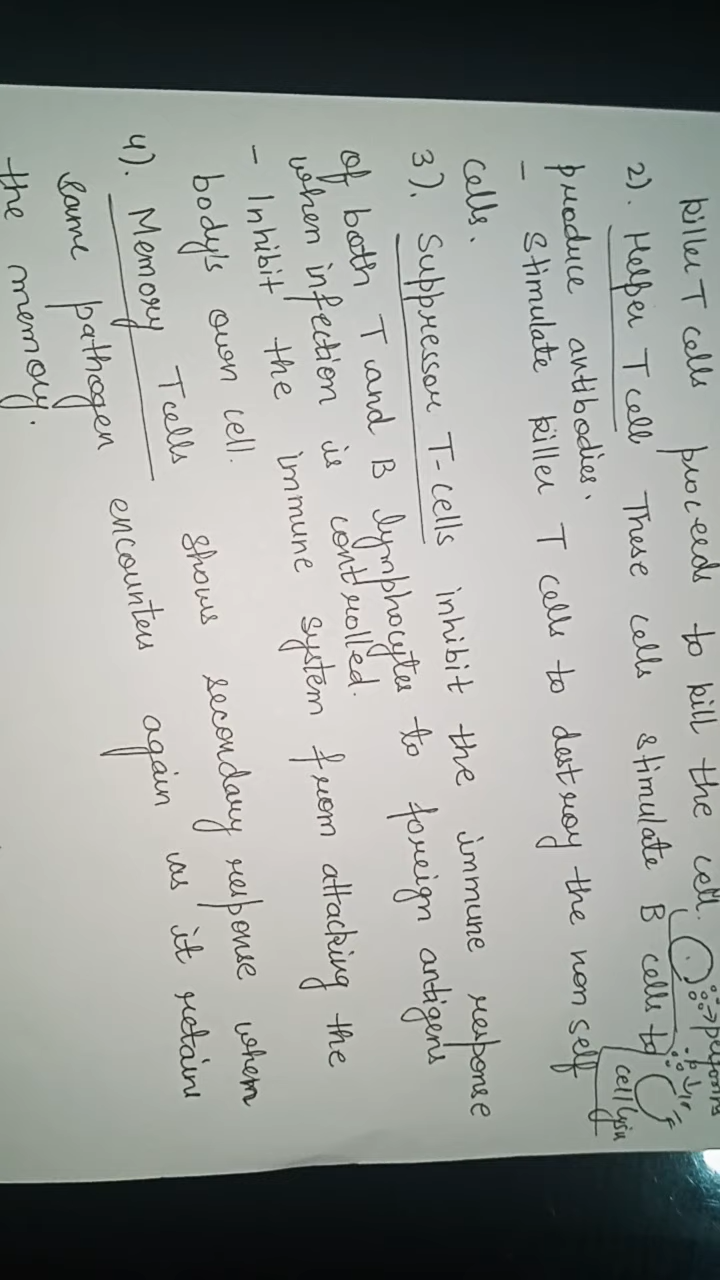 killer T cells proceeds to kill the cell.
perforins
2). Helper T cell These cells stimulate B cells to
cell lysis
produce antibodies.
- Stimulate killer T cells to destroy the non self
cells.
3). Suppressor T-cells inhibit the immune response
of both T and B lymphocytes to foreign antigens
when infection is controlled.
- Inhibit the immune system from attacking the
body's own cell.
4). Memory T cells shows secondary response when
same pathogen encounters again as it retains
the memory.